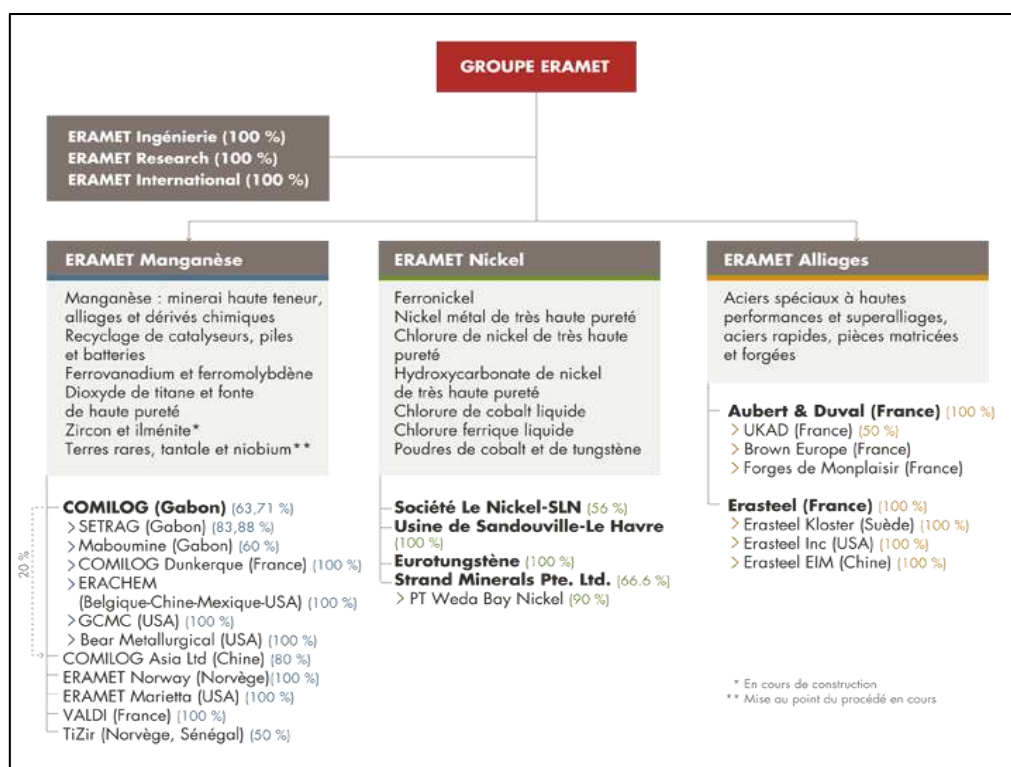 GROUPE ERAMET
ERAMET Ingénierie (100 %)
ERAMET Research (100 %)
ERAMET International (100 %)
ERAMET Manganèse
Manganèse : minerai haute teneur,
alliages et dérivés chimiques
Recyclage de catalyseurs, piles
et batteries
Ferrovanadium et ferromolybdène
Dioxyde de titane et fonte
de haute pureté
Zircon et ilménite*
Terres rares, tantale et niobium**
COMILOG (Gabon) (63,71 %)
> SETRAG (Gabon) (83,88 %)
> Maboumine (Gabon) (60 %)
> COMILOG Dunkerque (France) (100 %)
> ERACHEM
(Belgique-Chine-Mexique-USA) (100 %)
> GCMC (USA) (100 %)
> Bear Metallurgical (USA) (100 %)
20 %
COMILOG Asia Ltd (Chine) (80 %)
ERAMET Norway (Norvège)(100 %)
ERAMET Marietta (USA) (100 %)
VALDI (France) (100 %)
TiZir (Norvège, Sénégal) (50 %)
ERAMET Nickel
Ferronickel
Nickel métal de très haute pureté
Chlorure de nickel de très haute
pureté
Hydroxycarbonate de nickel
de très haute pureté
Chlorure de cobalt liquide
Chlorure ferrique liquide
Poudres de cobalt et de tungstène
Société Le Nickel-SLN (56 %)
Usine de Sandouville-Le Havre
(100 %)
Eurotungstène (100 %)
Strand Minerals Pte. Ltd. (66.6 %)
> PT Weda Bay Nickel (90 %)
ERAMET Alliages
Aciers spéciaux à hautes
performances et superalliages,
aciers rapides, pièces matricées
et forgées
Aubert & Duval (France) (100 %)
> UKAD (France) (50 %)
> Brown Europe (France)
> Forges de Monplaisir (France)
Erasteel (France) (100 %)
> Erasteel Kloster (Suède) (100 %)
> Erasteel Inc (USA) (100 %)
> Erasteel EIM (Chine) (100 %)
* En cours de construction
** Mise au point du procédé en cours